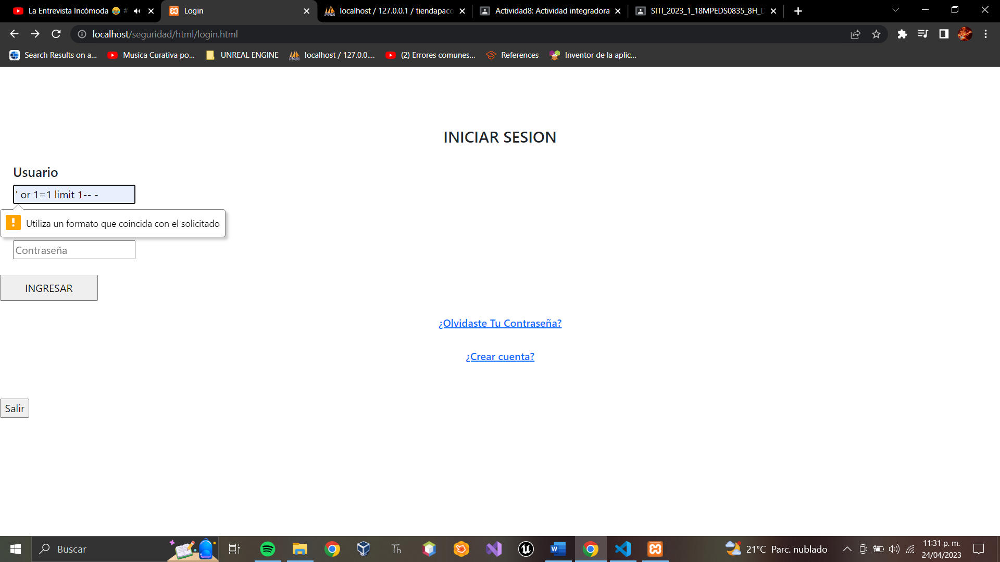 La Entrevista Incómoda 😂 #
Login
localhost / 127.0.0.1 / tiendapaco
Actividad8: Actividad integradora
SITI_2023_1_18MPEDS0835_8H_D
localhost/seguridad/html/login.html
Search Results on a...
Musica Curativa po...
UNREAL ENGINE
localhost / 127.0.0....
(2) Errores comunes...
References
Inventor de la aplic...
INICIAR SESION
Usuario
' or 1=1 limit 1-- -
Utiliza un formato que coincida con el solicitado
Contraseña
INGRESAR
¿Olvidaste Tu Contraseña?
¿Crear cuenta?
Salir
Buscar
Th
21°C Parc. nublado
11:31 p. m.
24/04/2023